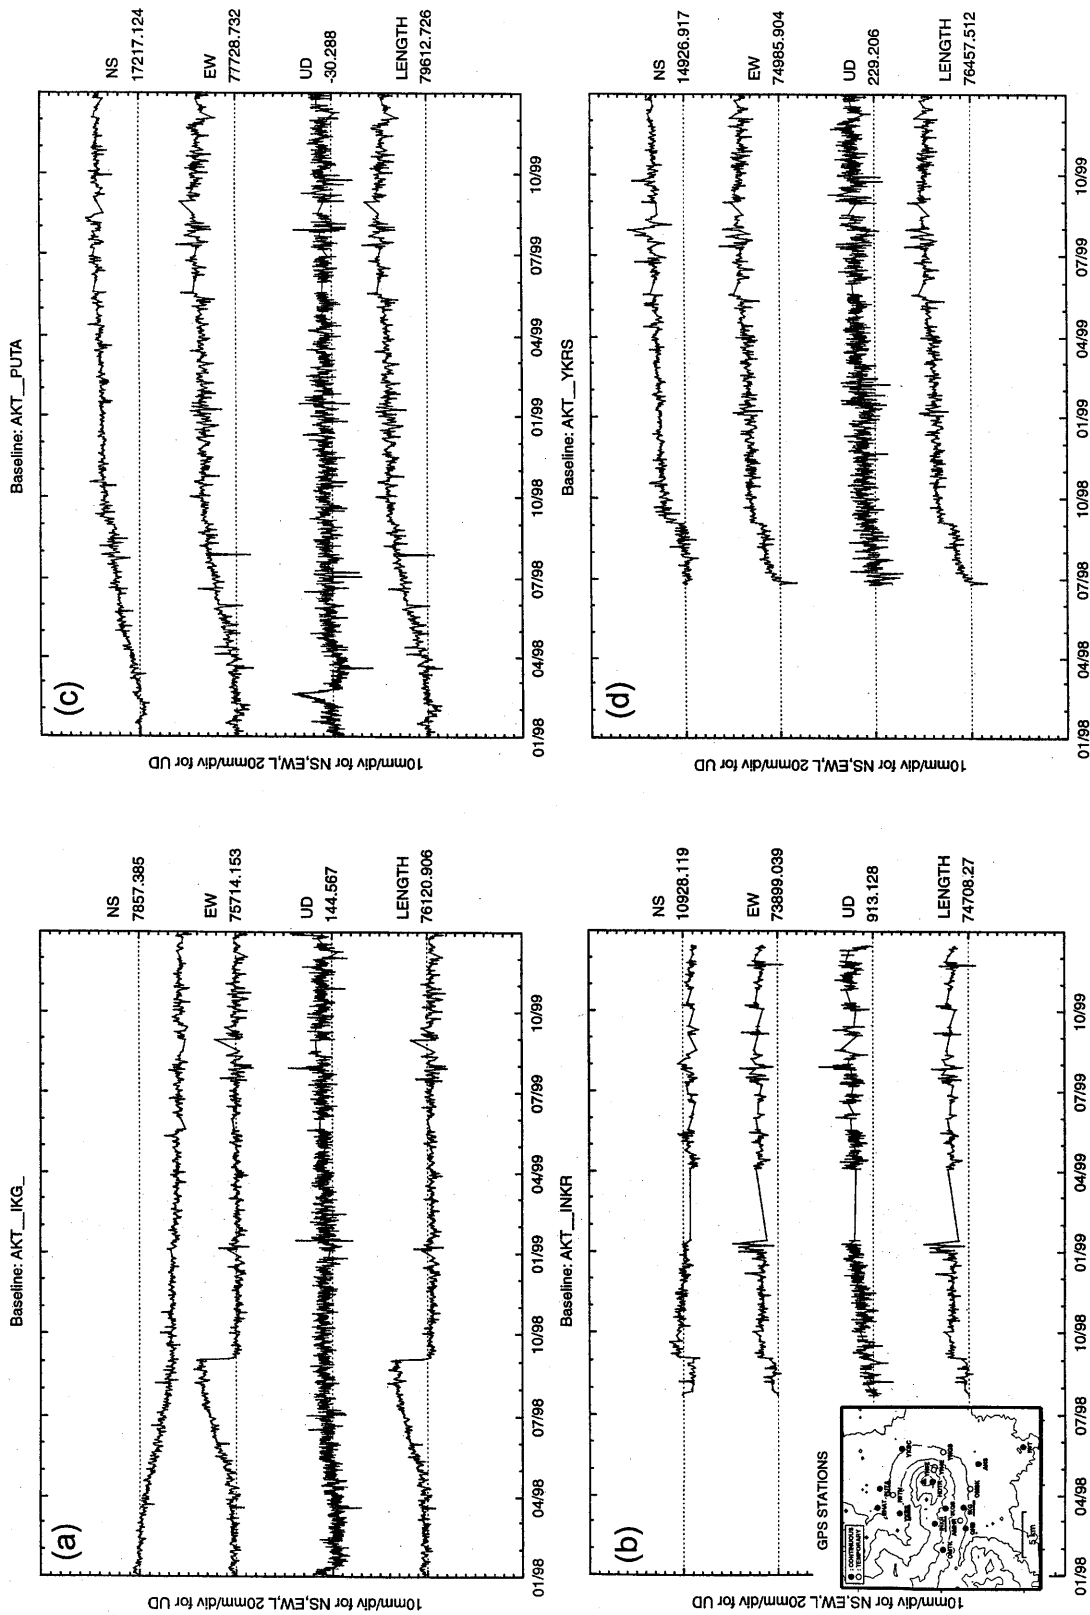 Baseline: AKT__IKG_
(a)
NS
7857.385
EW
75714.153
UD
144.567
LENGTH
76120.906
10mm/div for NS,EW,L 20mm/div for UD
01/98 04/98 07/98 10/98 01/99 04/99 07/99 10/99
Baseline: AKT__INKR
(b)
NS
10928.119
EW
73899.039
UD
913.128
LENGTH
74708.27
10mm/div for NS,EW,L 20mm/div for UD
01/98 04/98 07/98 10/98 01/99 04/99 07/99 10/99
GPS STATIONS
: CONTINUOUS
: TEMPORARY
5 km
Baseline: AKT__PUTA
(c)
NS
17217.124
EW
77728.732
UD
-30.288
LENGTH
79612.726
10mm/div for NS,EW,L 20mm/div for UD
01/98 04/98 07/98 10/98 01/99 04/99 07/99 10/99
Baseline: AKT__YKRS
(d)
NS
14926.917
EW
74985.904
UD
229.206
LENGTH
76457.512
10mm/div for NS,EW,L 20mm/div for UD
01/98 04/98 07/98 10/98 01/99 04/99 07/99 10/99